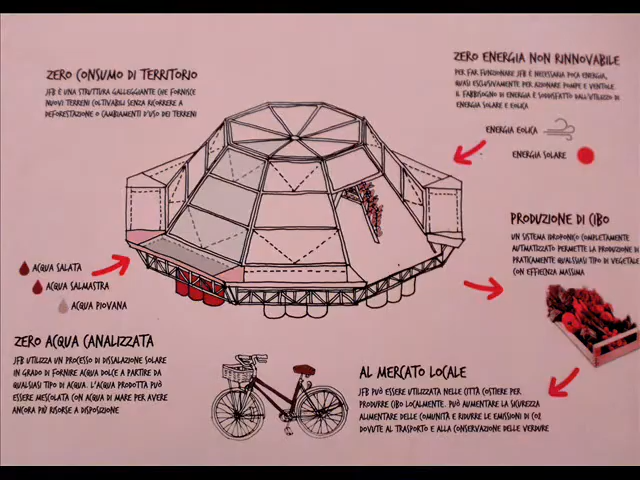 ZERO CONSUMO DI TERRITORIO
JFB È UNA STRUTTURA GALLEGGIANTE CHE FORNISCE
NUOVI TERRENI COLTIVABILI SENZA RICORRERE A
DEFORESTAZIONE O CAMBIAMENTI D'USO DEI TERRENI
ZERO ENERGIA NON RINNOVABILE
PER FAR FUNZIONARE JFB È NECESSARIA POCA ENERGIA,
QUASI ESCLUSIVAMENTE PER AZIONARE POMPE E VENTOLE.
IL FABBISOGNO DI ENERGIA È SODDISFATTO DALL'UTILIZZO DI
ENERGIA SOLARE E EOLICA
ENERGIA EOLICA
ENERGIA SOLARE
PRODUZIONE DI CIBO
UN SISTEMA IDROPONICO COMPLETAMENTE
AUTMATIZZATO PERMETTE LA PRODUZIONE DI
PRATICAMENTE QUALSIASI TIPO DI VEGETALE
CON EFFIENZA MASSIMA
ACQUA SALATA
ACQUA SALMASTRA
ACQUA PIOVANA
ZERO ACQUA CANALIZZATA
JFB UTILIZZA UN PROCESSO DI DISSALAZIONE SOLARE
IN GRADO DI FORNIRE ACQUA DOLCE A PARTIRE DA
QUALSIASI TIPO DI ACQUA. L'ACQUA PRODOTTA PUÒ
ESSERE MESCOLATA CON ACQUA DI MARE PER AVERE
ANCORA PIÙ RISORSE A DISPOSIZIONE
AL MERCATO LOCALE
JFB PUÒ ESSERE UTILIZZATA NELLE CITTÀ COSTIERE PER
PRODURRE CIBO LOCALMENTE. PUÒ AUMENTARE LA SICUREZZA
ALIMENTARE DELLE COMUNITÀ E RIDURRE LE EMISSIONI DI CO2
DOVUTE AL TRASPORTO E ALLA CONSERVAZIONE DELLE VERDURE